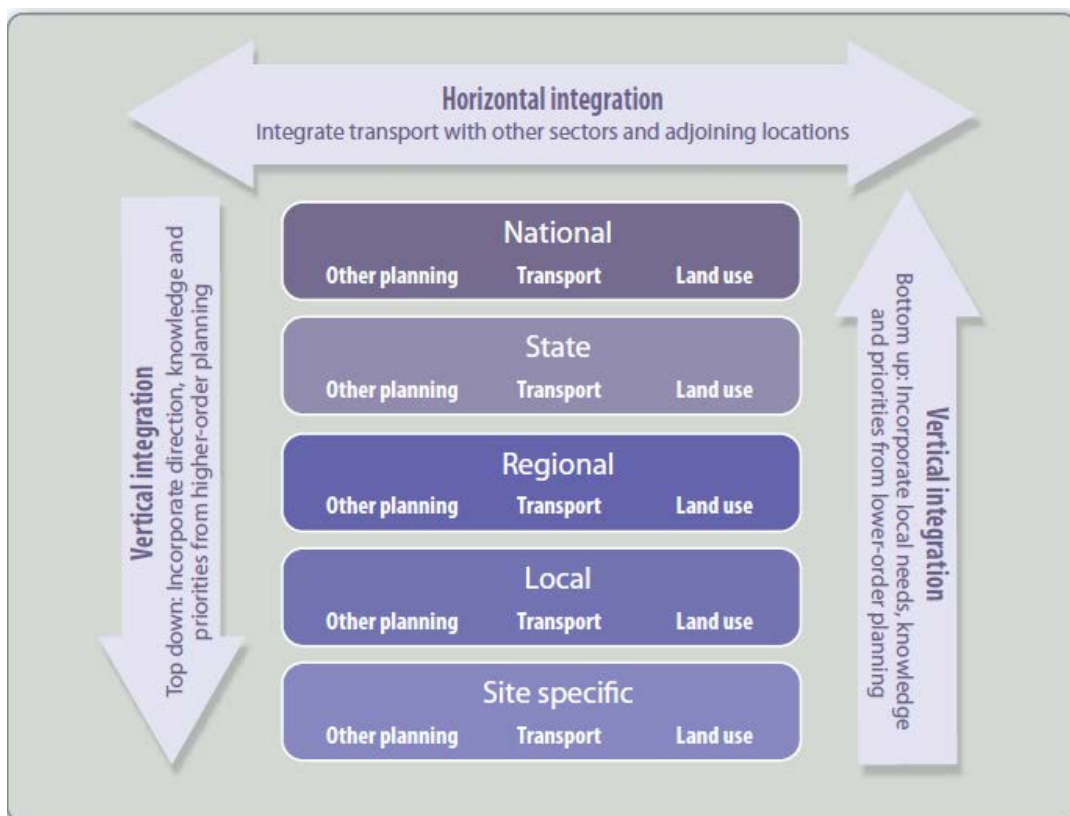 Horizontal integration
Integrate transport with other sectors and adjoining locations
Vertical integration
Top down: Incorporate direction, knowledge and
priorities from higher-order planning
National
Other planning Transport Land use
State
Other planning Transport Land use
Regional
Other planning Transport Land use
Local
Other planning Transport Land use
Site specific
Other planning Transport Land use
Vertical integration
Bottom up: Incorporate local needs, knowledge
and priorities from lower-order planning